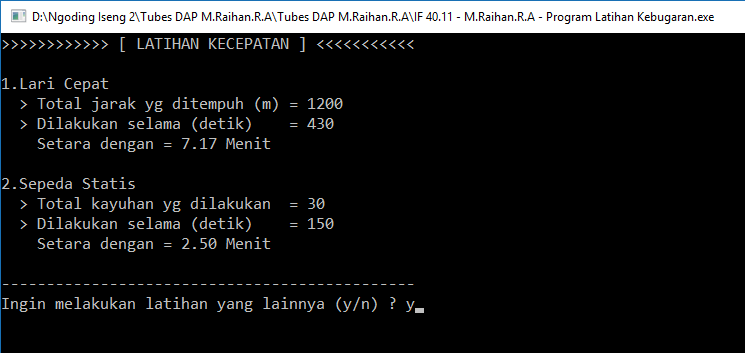 D:\Ngoding Iseng 2\Tubes DAP M.Raihan.R.A\Tubes DAP M.Raihan.R.A\IF 40.11 - M.Raihan.R.A - Program Latihan Kebugaran.exe
>>>>>>>>>>>> [ LATIHAN KECEPATAN ] <<<<<<<<<<<
1.Lari Cepat
  > Total jarak yg ditempuh (m) = 1200
  > Dilakukan selama (detik)    = 430
    Setara dengan = 7.17 Menit
2.Sepeda Statis
  > Total kayuhan yg dilakukan  = 30
  > Dilakukan selama (detik)    = 150
    Setara dengan = 2.50 Menit
----------------------------------------------
Ingin melakukan latihan yang lainnya (y/n) ? y